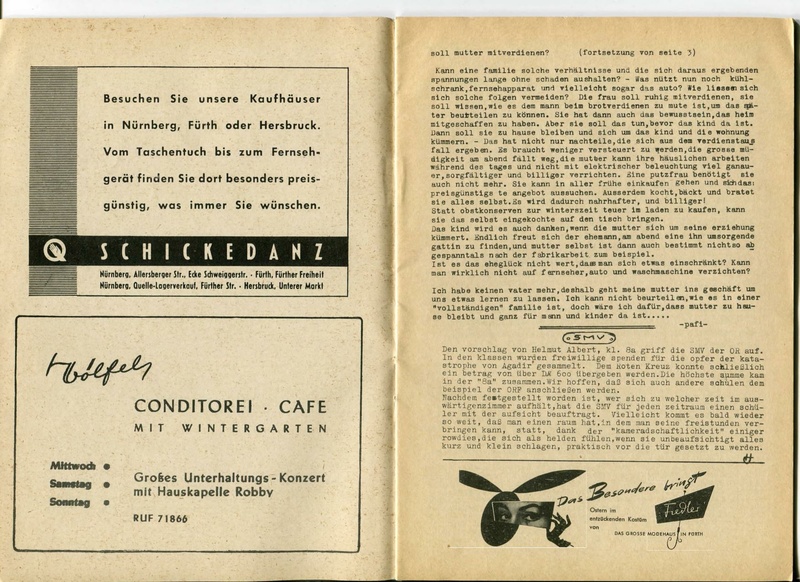 Besuchen Sie unsere Kaufhäuser
in Nürnberg, Fürth oder Hersbruck.
Vom Taschentuch bis zum Fernseh-
gerät finden Sie dort besonders preis-
günstig, was immer Sie wünschen.
SCHICKEDANZ
Nürnberg, Allersberger Str., Ecke Schweiggerstr. · Fürth, Fürther Freiheit
Nürnberg, Quelle-Lagerverkauf, Fürther Str. · Hersbruck, Unterer Markt
Wölfel
CONDITOREI · CAFE
MIT WINTERGARTEN
Mittwoch ●
Samstag ●
Sonntag ●
Großes Unterhaltungs-Konzert
mit Hauskapelle Robby
RUF 71866
soll mutter mitverdienen? (fortsetzung von seite 3)
Kann eine familie solche verhältnisse und die sich daraus ergebenden
spannungen lange ohne schaden aushalten? - Was nützt nun noch kühl-
schrank,fernsehapparat und vielleicht sogar das auto? Wie liessen sich
sich solche folgen vermeiden? Die frau soll ruhig mitverdienen, sie
soll wissen,wie es dem mann beim brotverdienen zu mute ist,um das spä-
ter beurteilen zu können. Sie hat dann auch das bewusstsein,das heim
mitgeschaffen zu haben. Aber sie soll das tun,bevor das kind da ist.
Dann soll sie zu hause bleiben und sich um das kind und die wohnung
kümmern. - Das hat nicht nur nachteile,die sich aus dem verdienstaus
fall ergeben. Es braucht weniger versteuert zu werden,die grosse mü-
digkeit am abend fällt weg,die mutter kann ihre häuslichen arbeiten
während des tages und nicht mit elektrischer beleuchtung viel genau-
er,sorgfältiger und billiger verrichten. Eine putzfrau benötigt sie
auch nicht mehr. Sie kann in aller frühe einkaufen gehen und sich das
preisgünstigste angebot aussuchen. Ausserdem kocht,bäckt und bratet
sie alles selbst.Es wird dadurch nahrhafter, und billiger!
Statt obstkonserven zur winterszeit teuer im laden zu kaufen, kann
sie das selbst eingekochte auf den tisch bringen.
Das kind wird es auch danken,wenn die mutter sich um seine erziehung
kümmert. Endlich freut sich der ehemann,am abend eine ihn umsorgende
gattin zu finden,und mutter selbst ist dann auch bestimmt nichtso ab
gespanntals nach der fabrikarbeit zum beispiel.
Ist es das eheglück nicht wert,dass man sich etwas einschränkt? Kann
man wirklich nicht auf fernseher,auto und waschmaschine verzichten?
Ich habe keinen vater mehr,deshalb geht meine mutter ins geschäft um
uns etwas lernen zu lassen. Ich kann nicht beurteilen,wie es in einer
"vollständigen" familie ist, doch wäre ich dafür,dass mutter zu hau-
se bleibt und ganz für mann und kinder da ist.....
-pafi-
SMV
Den vorschlag von Helmut Albert, kl. 8a griff die SMV der OR auf.
In den klassen wurden freiwillige spenden für die opfer der kata-
strophe von Agadir gesammelt. Dem Roten Kreuz konnte schließlich
ein betrag von über DM 600 übergeben werden.Die höchste summe kam
in der "8a" zusammen.Wir hoffen, daß sich auch andere schulen dem
beispiel der ORF anschließen werden.
Nachdem festgestellt worden ist, wer sich zu welcher zeit im aus-
wärtigenzimmer aufhält,hat die SMV für jeden zeitraum einen schü-
ler mit der aufsicht beauftragt. Vielleicht kommt es bald wieder
so weit, daß man einen raum hat,in dem man seine freistunden ver-
bringen kann, statt, dank der "kameradschaftlichkeit" einiger
rowdies,die sich als helden fühlen,wenn sie unbeaufsichtigt alles
kurz und klein schlagen, praktisch vor die tür gesetzt zu werden.
Das Besondere bringt
Fiedler
Ostern im
entzückenden Kostüm
von
DAS GROSSE MODEHAUS IN FÜRTH